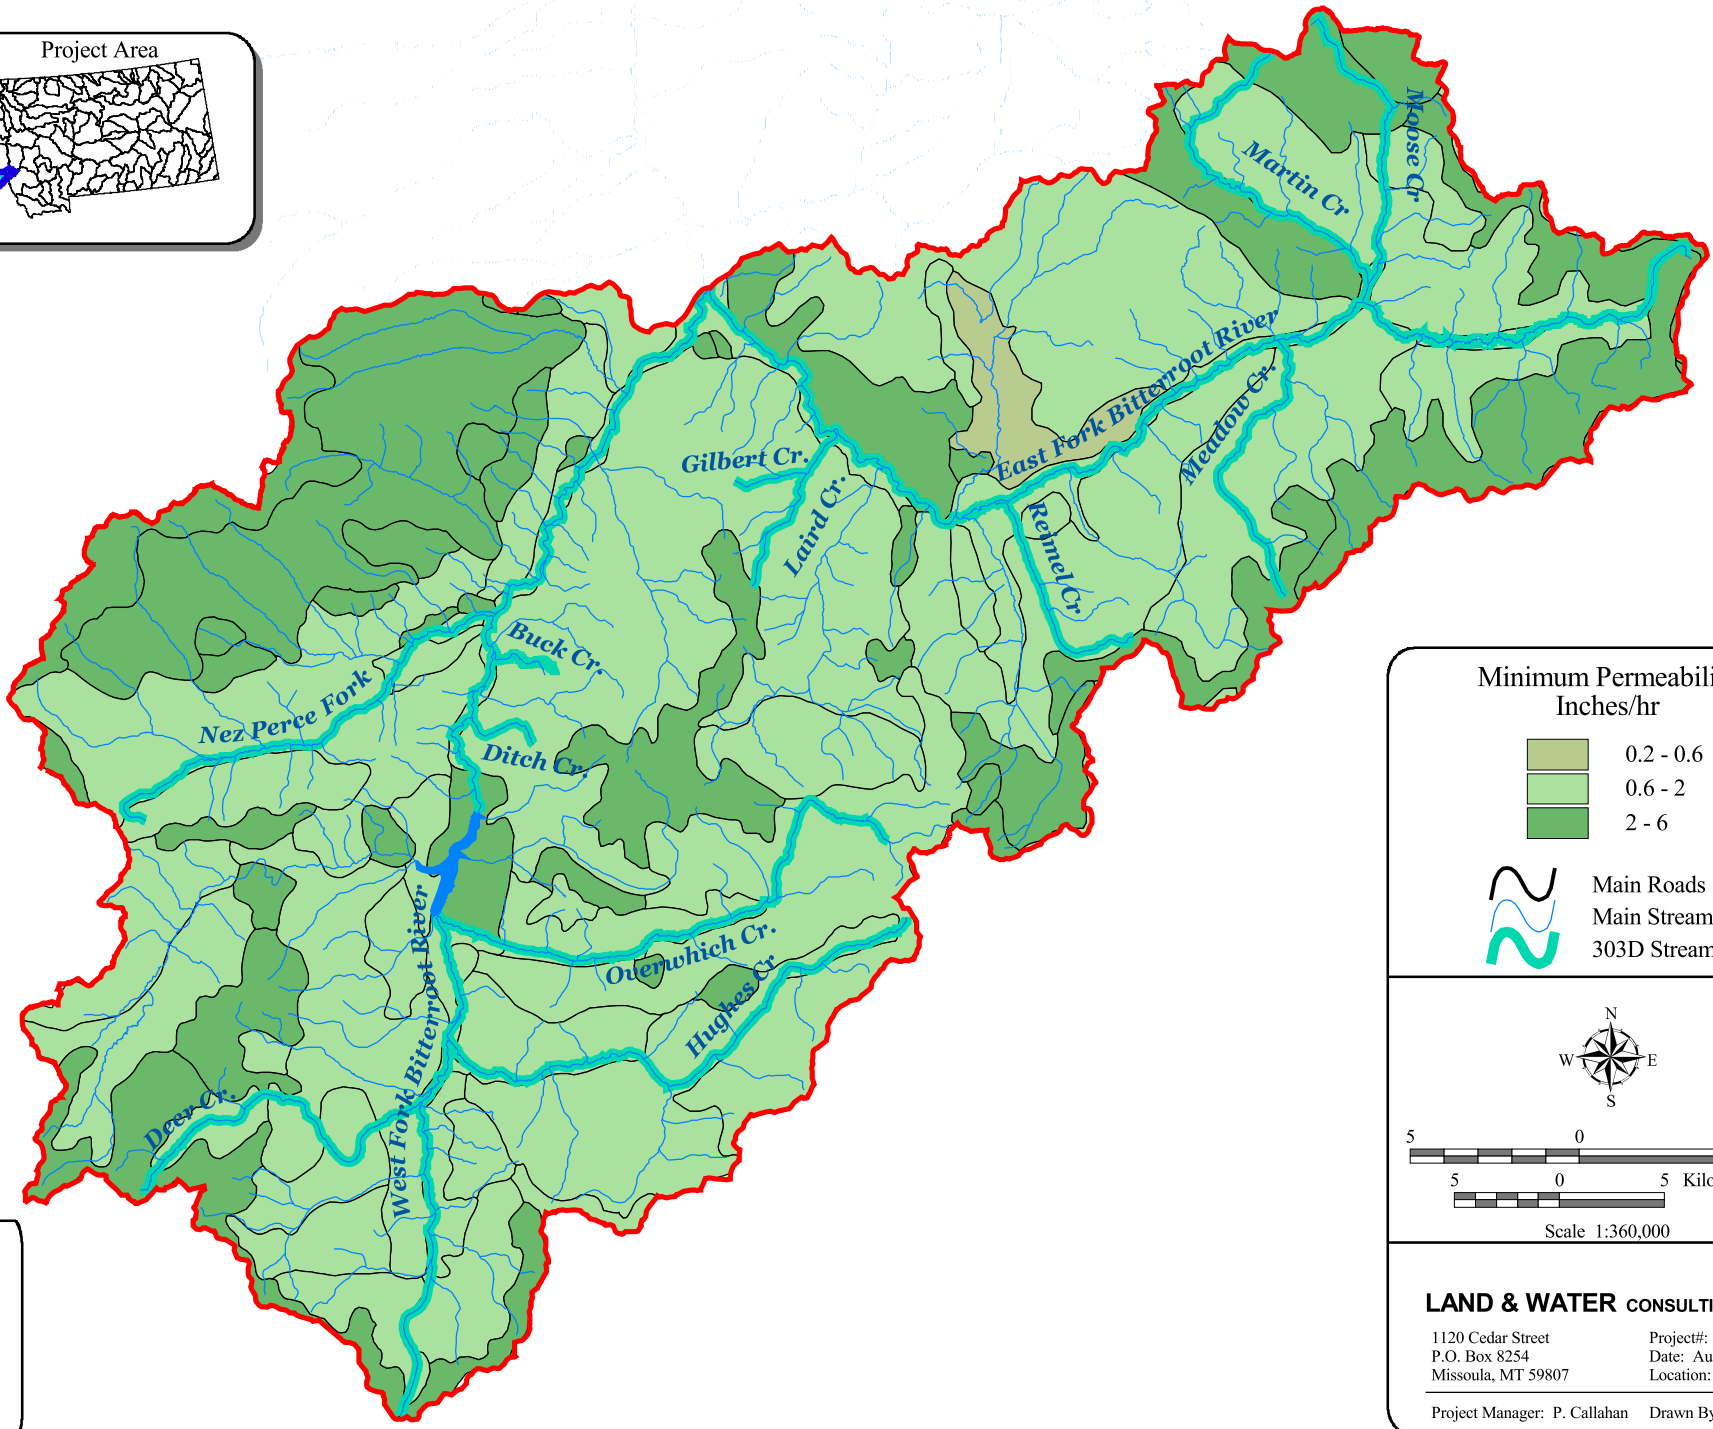 Project Area
Moose Cr
Martin Cr
East Fork Bitterroot River
Meadow Cr.
Gilbert Cr.
Laird Cr.
Reimel Cr
Buck Cr.
Nez Perce Fork
Ditch Cr.
West Fork Bitterroot River
Overwhich Cr.
Hughes Cr
Deer Cr.
Minimum Permeabili
Inches/hr
0.2 - 0.6
0.6 - 2
2 - 6
Main Roads
Main Stream
303D Stream
N
W E
S
5 0
5 0 5 Kilo
Scale 1:360,000
LAND & WATER CONSULTI
1120 Cedar Street Project#:
P.O. Box 8254 Date: Au
Missoula, MT 59807 Location:
Project Manager: P. Callahan Drawn By